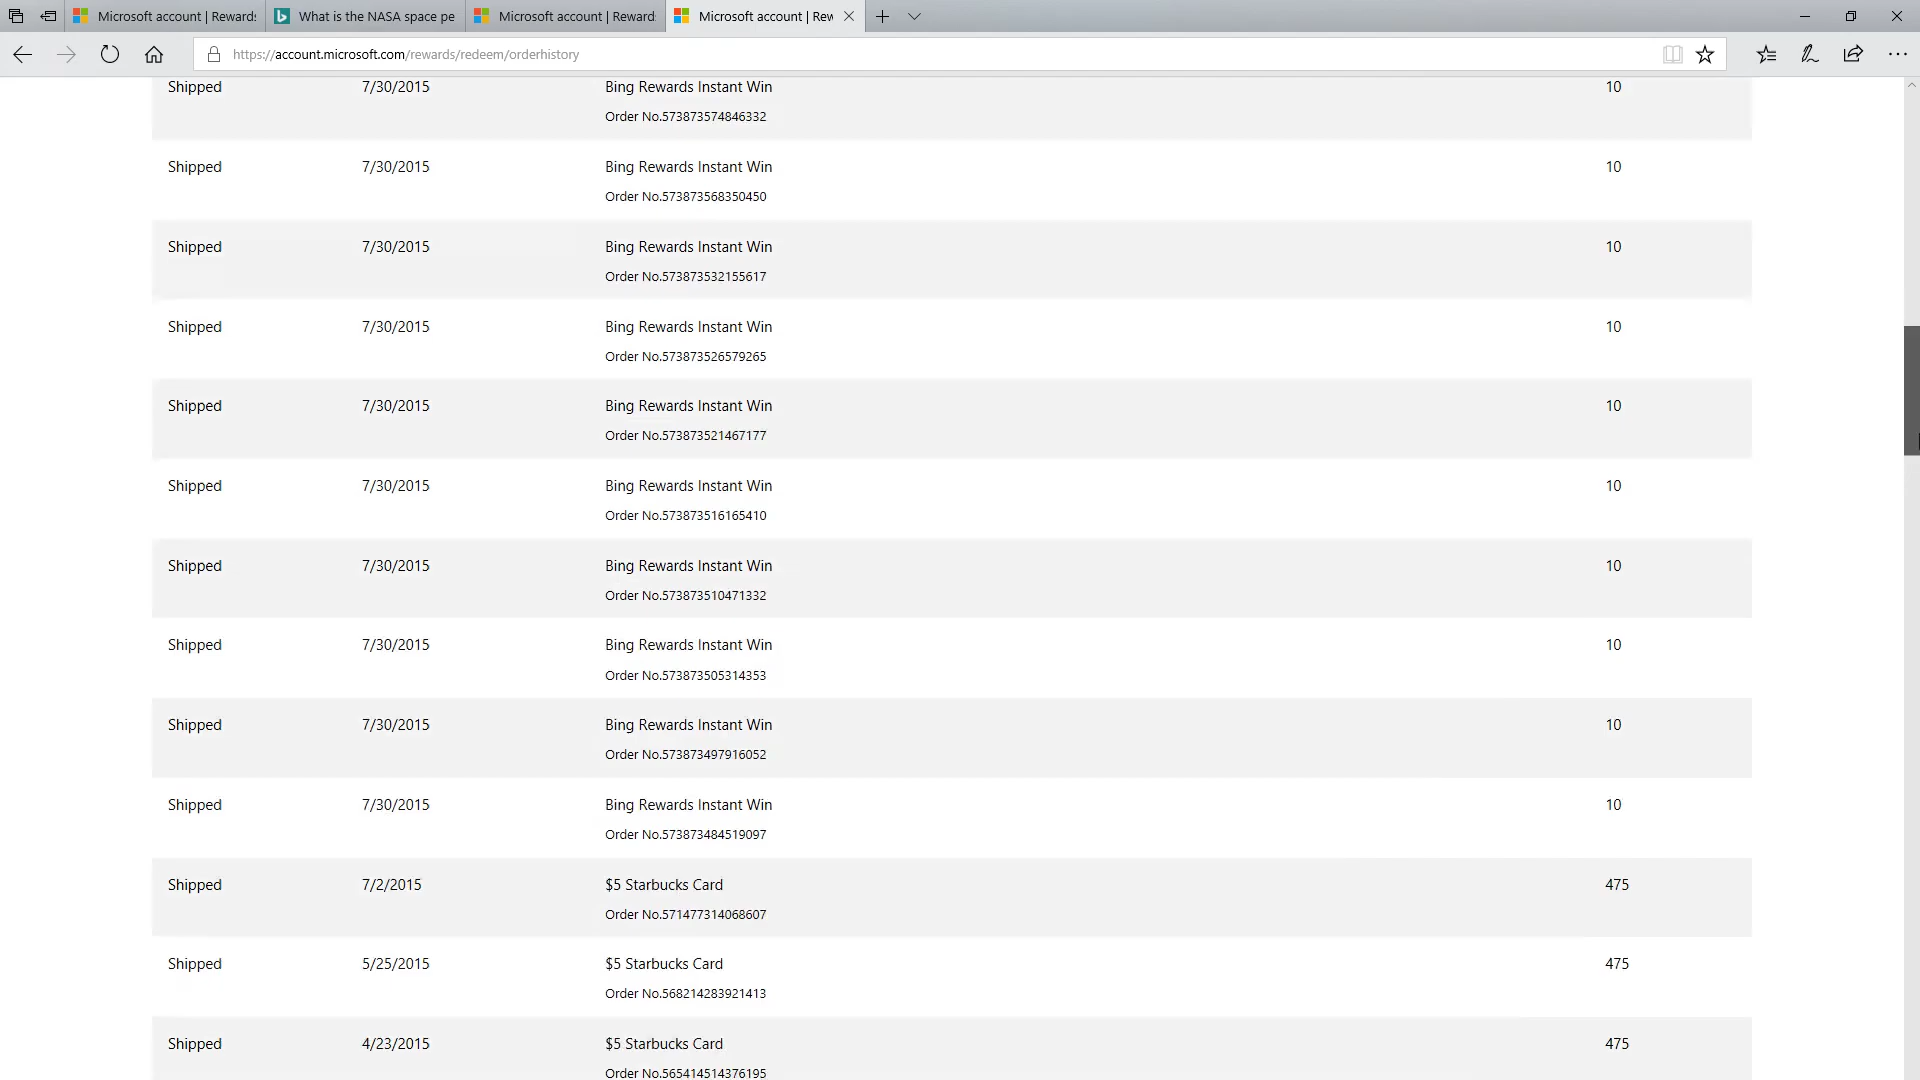 Microsoft account | Rewards
What is the NASA space pe
Microsoft account | Reward
Microsoft account | Rew
https://account.microsoft.com/rewards/redeem/orderhistory
Shipped 7/30/2015 Bing Rewards Instant Win 10
Order No.573873574846332
Shipped 7/30/2015 Bing Rewards Instant Win 10
Order No.573873568350450
Shipped 7/30/2015 Bing Rewards Instant Win 10
Order No.573873532155617
Shipped 7/30/2015 Bing Rewards Instant Win 10
Order No.573873526579265
Shipped 7/30/2015 Bing Rewards Instant Win 10
Order No.573873521467177
Shipped 7/30/2015 Bing Rewards Instant Win 10
Order No.573873516165410
Shipped 7/30/2015 Bing Rewards Instant Win 10
Order No.573873510471332
Shipped 7/30/2015 Bing Rewards Instant Win 10
Order No.573873505314353
Shipped 7/30/2015 Bing Rewards Instant Win 10
Order No.573873497916052
Shipped 7/30/2015 Bing Rewards Instant Win 10
Order No.573873484519097
Shipped 7/2/2015 $5 Starbucks Card 475
Order No.571477314068607
Shipped 5/25/2015 $5 Starbucks Card 475
Order No.568214283921413
Shipped 4/23/2015 $5 Starbucks Card 475
Order No.565414514376195